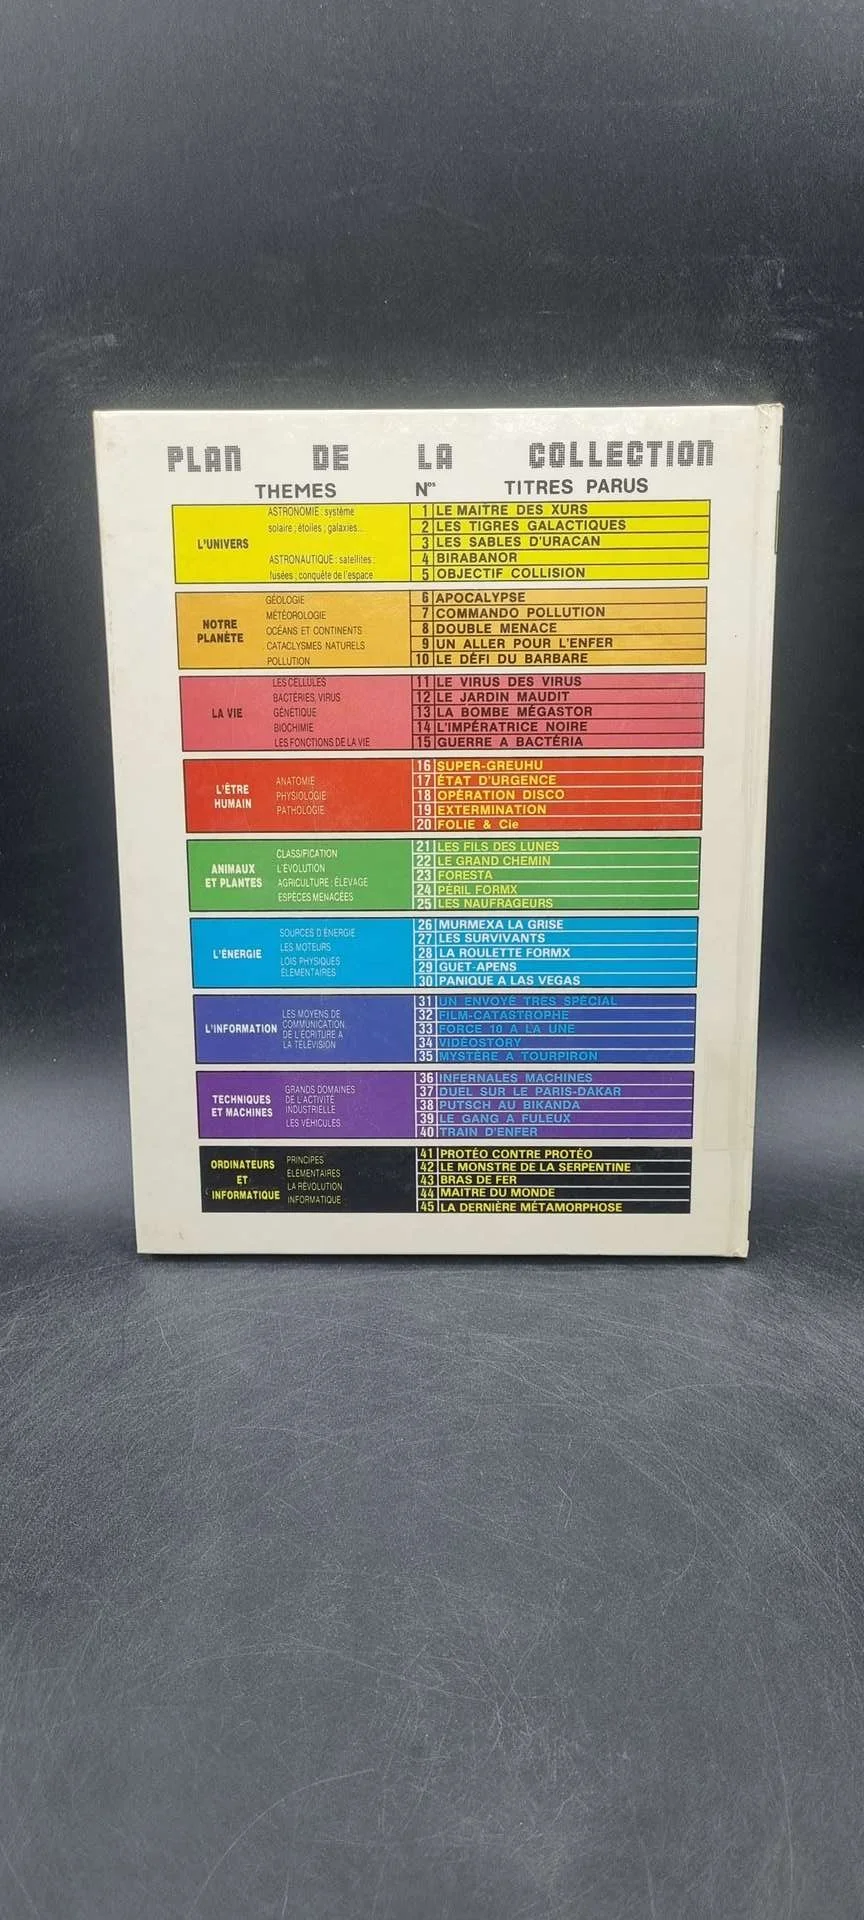 PLAN DE LA COLLECTION
THEMES Nos TITRES PARUS
L'UNIVERS
ASTRONOMIE : système
solaire ; étoiles ; galaxies...
ASTRONAUTIQUE : satellites ;
fusées ; conquête de l'espace
1 LE MAITRE DES XURS
2 LES TIGRES GALACTIQUES
3 LES SABLES D'URACAN
4 BIRABANOR
5 OBJECTIF COLLISION
NOTRE
PLANÈTE
GÉOLOGIE
MÉTÉOROLOGIE
OCÉANS ET CONTINENTS
CATACLYSMES NATURELS
POLLUTION
6 APOCALYPSE
7 COMMANDO POLLUTION
8 DOUBLE MENACE
9 UN ALLER POUR L'ENFER
10 LE DÉFI DU BARBARE
LA VIE
LES CELLULES
BACTÉRIES, VIRUS
GÉNÉTIQUE
BIOCHIMIE
LES FONCTIONS DE LA VIE
11 LE VIRUS DES VIRUS
12 LE JARDIN MAUDIT
13 LA BOMBE MÉGASTOR
14 L'IMPÉRATRICE NOIRE
15 GUERRE A BACTÉRIA
L'ÊTRE
HUMAIN
ANATOMIE
PHYSIOLOGIE
PATHOLOGIE
16 SUPER-GREUHU
17 ÉTAT D'URGENCE
18 OPÉRATION DISCO
19 EXTERMINATION
20 FOLIE & Cie
ANIMAUX
ET PLANTES
CLASSIFICATION
L'ÉVOLUTION
AGRICULTURE ; ÉLEVAGE
ESPÈCES MENACÉES
21 LES FILS DES LUNES
22 LE GRAND CHEMIN
23 FORESTA
24 PÉRIL FORMX
25 LES NAUFRAGEURS
L'ÉNERGIE
SOURCES D'ÉNERGIE
LES MOTEURS
LOIS PHYSIQUES
ÉLÉMENTAIRES
26 MURMEXA LA GRISE
27 LES SURVIVANTS
28 LA ROULETTE FORMX
29 GUET-APENS
30 PANIQUE A LAS VEGAS
L'INFORMATION
LES MOYENS DE
COMMUNICATION
DE L'ÉCRITURE A
LA TÉLÉVISION
31 UN ENVOYÉ TRÈS SPÉCIAL
32 FILM-CATASTROPHE
33 FORCE 10 A LA UNE
34 VIDÉOSTORY
35 MYSTÈRE A TOURPIRON
TECHNIQUES
ET MACHINES
GRANDS DOMAINES
DE L'ACTIVITÉ
INDUSTRIELLE
LES VÉHICULES
36 INFERNALES MACHINES
37 DUEL SUR LE PARIS-DAKAR
38 PUTSCH AU BIKANDA
39 LE GANG A FULEUX
40 TRAIN D'ENFER
ORDINATEURS
ET
INFORMATIQUE
PRINCIPES
ÉLÉMENTAIRES
LA RÉVOLUTION
INFORMATIQUE
41 PROTÉO CONTRE PROTÉO
42 LE MONSTRE DE LA SERPENTINE
43 BRAS DE FER
44 MAITRE DU MONDE
45 LA DERNIÈRE MÉTAMORPHOSE